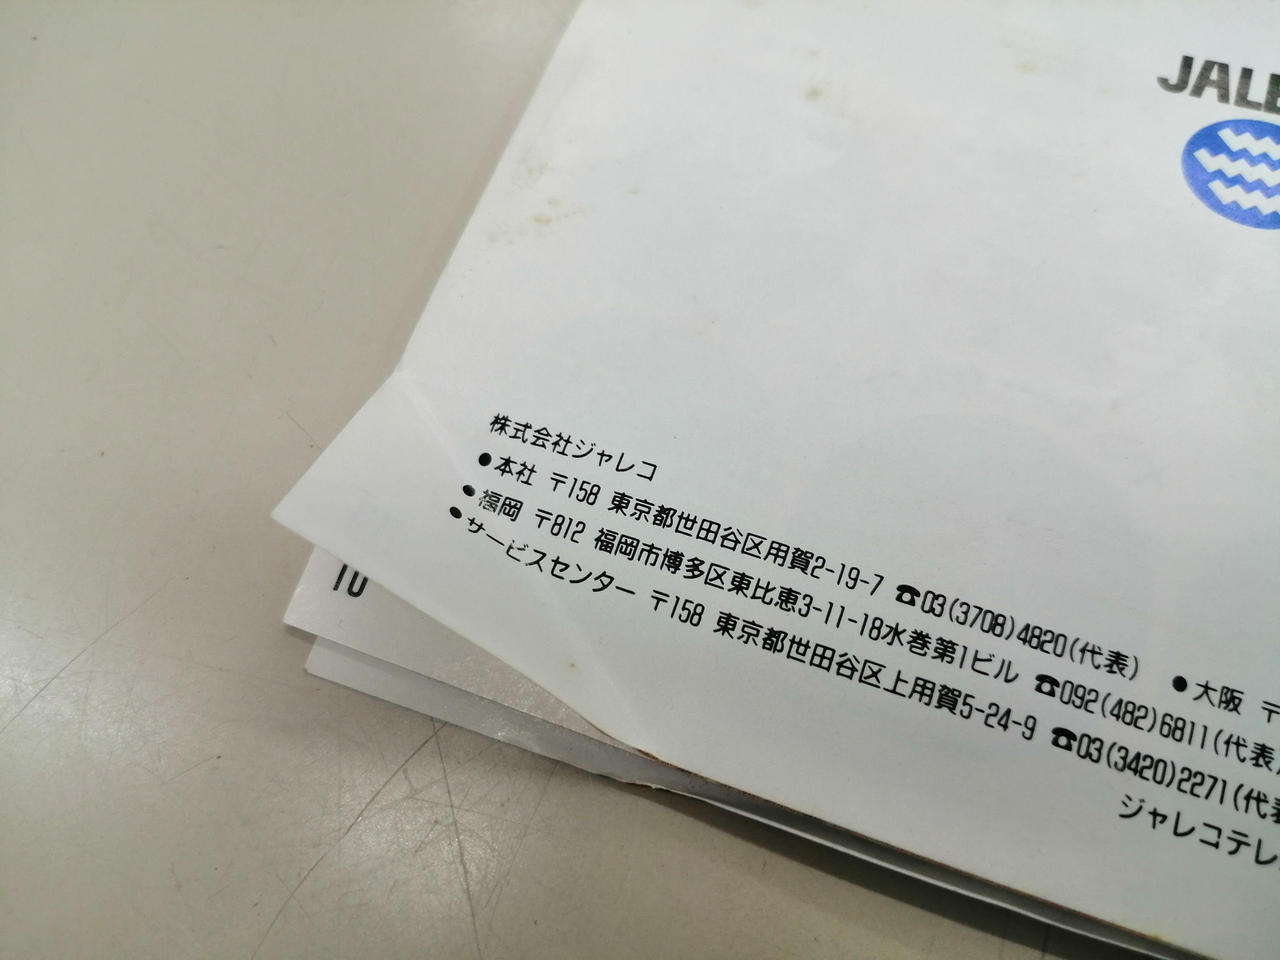 JALE
株式会社ジャレコ
●本社 〒158 東京都世田谷区用賀2-19-7 ☎03(3708)4820(代表) ●大阪 〒
●福岡 〒812 福岡市博多区東比恵3-11-18水巻第1ビル ☎092(482)6811(代表)
●サービスセンター 〒158 東京都世田谷区上用賀5-24-9 ☎03(3420)2271(代表
ジャレコテレ
10